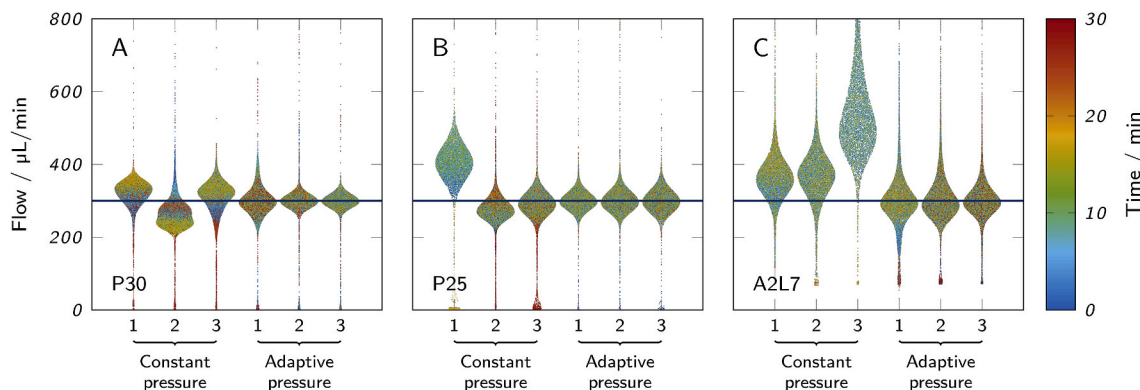 800
600
400
200
0
Flow / µL/min
A
P30
1 2 3 1 2 3
Constant pressure
Adaptive pressure
B
P25
1 2 3 1 2 3
Constant pressure
Adaptive pressure
C
A2L7
1 2 3 1 2 3
Constant pressure
Adaptive pressure
30
20
10
0
Time / min